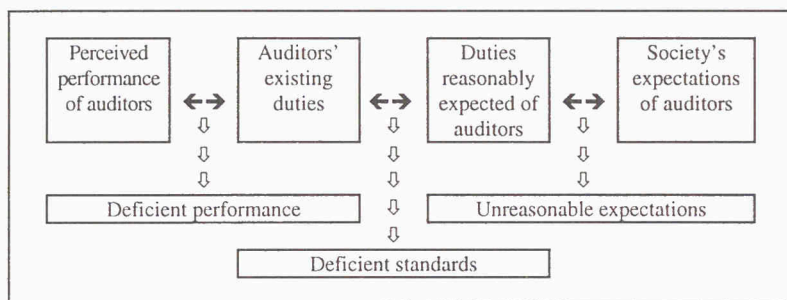 Perceived
performance
of auditors
Auditors'
existing
duties
Duties
reasonably
expected of
auditors
Society's
expectations
of auditors
Deficient performance
Unreasonable expectations
Deficient standards